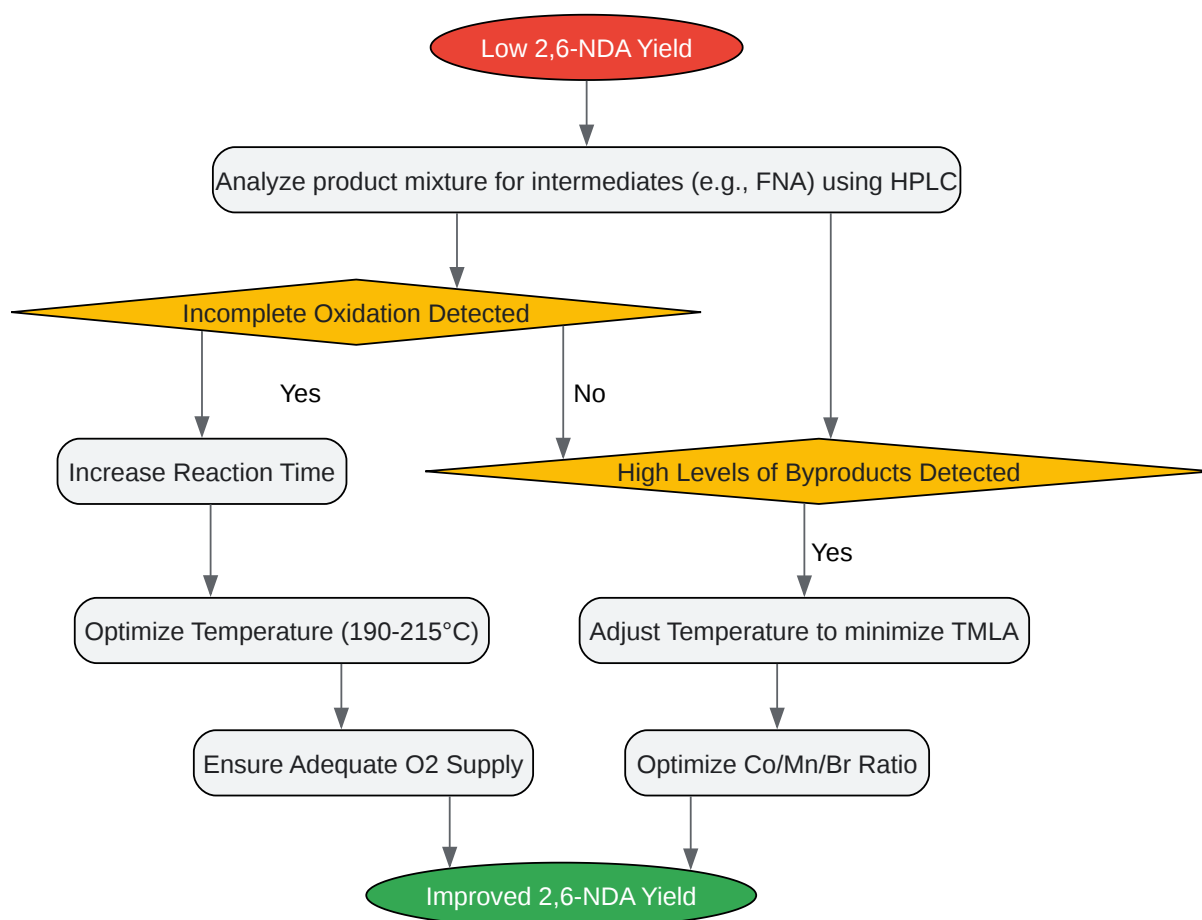 Low 2,6-NDA Yield
Analyze product mixture for intermediates (e.g., FNA) using HPLC
Incomplete Oxidation Detected
Yes
No
Increase Reaction Time
High Levels of Byproducts Detected
Yes
Optimize Temperature (190-215°C)
Adjust Temperature to minimize TMLA
Ensure Adequate O2 Supply
Optimize Co/Mn/Br Ratio
Improved 2,6-NDA Yield